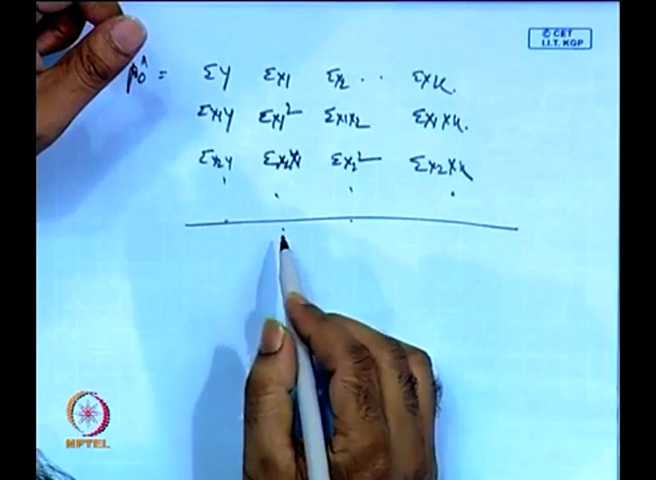 © CET
I.I.T. KGP
β̂0 = Σy Σx1 Σx2 .. Σxk.
Σx1y Σx1² Σx1x2 Σx1xk.
Σx2y Σx2x1 Σx2² Σx2xk
NPTEL